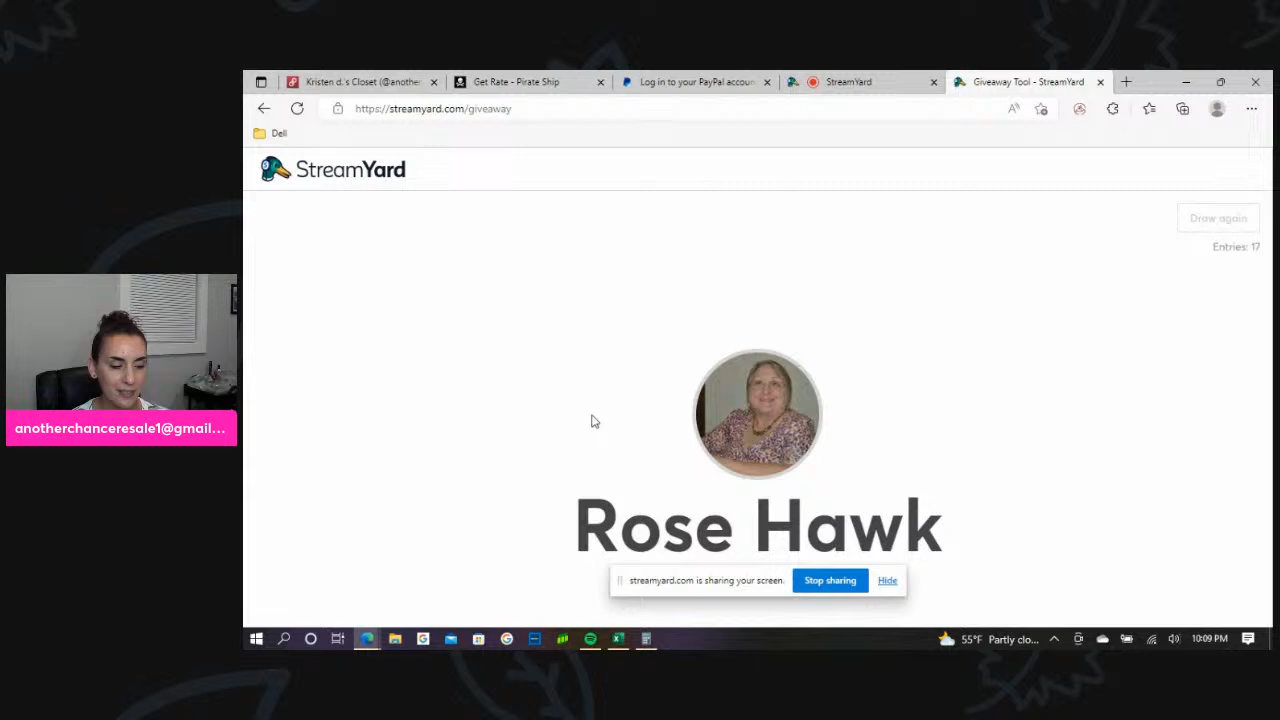 Kristen d.'s Closet (@another
Get Rate - Pirate Ship
Log in to your PayPal accoun
StreamYard
Giveaway Tool - StreamYard
https://streamyard.com/giveaway
Dell
StreamYard
Draw again
Entries: 17
anotherchanceresale1@gmail...
Rose Hawk
streamyard.com is sharing your screen.
Stop sharing
Hide
55°F Partly clo...
10:09 PM